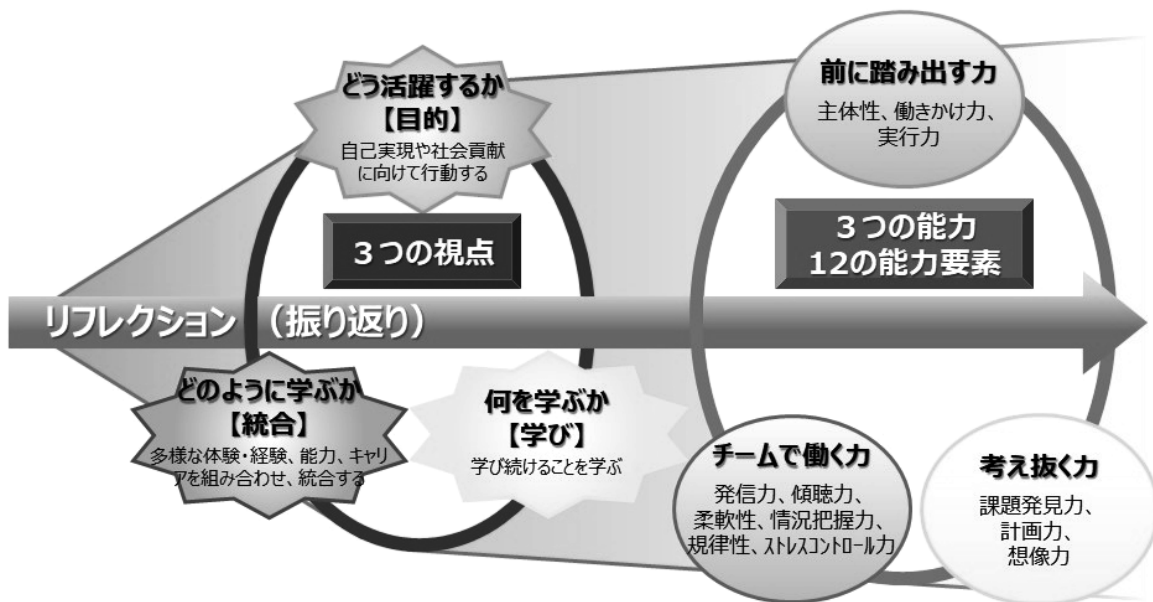 どう活躍するか
【目的】
自己実現や社会貢献
に向けて行動する
３つの視点
前に踏み出す力
主体性、働きかけ力、
実行力
３つの能力
12の能力要素
リフレクション （振り返り）
どのように学ぶか
【統合】
多様な体験・経験、能力、キャリ
アを組み合わせ、統合する
何を学ぶか
【学び】
学び続けることを学ぶ
チームで働く力
発信力、傾聴力、
柔軟性、情況把握力、
規律性、ストレスコントロール力
考え抜く力
課題発見力、
計画力、
想像力